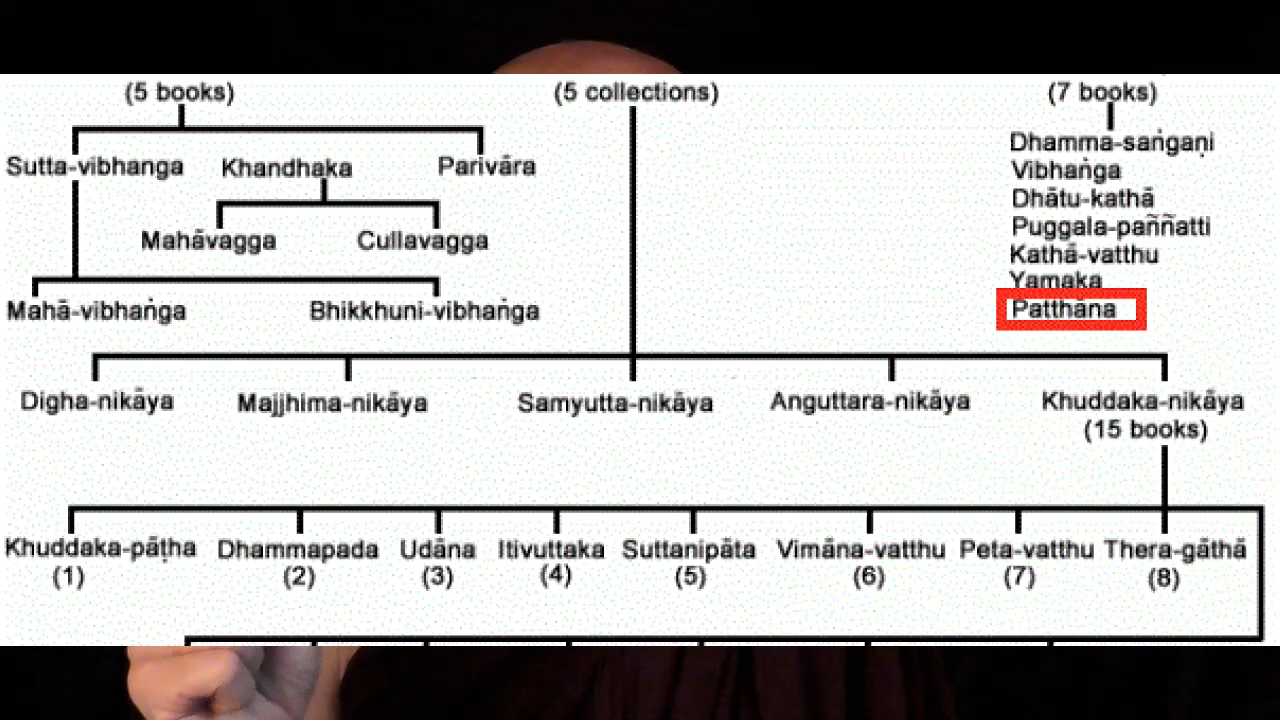 (5 books)
(5 collections)
(7 books)
Sutta-vibhanga
Khandhaka
Parivāra
Mahāvagga
Cullavagga
Mahā-vibhaṅga
Bhikkhuni-vibhaṅga
Dhamma-saṅgaṇi
Vibhaṅga
Dhātu-kathā
Puggala-paññatti
Kathā-vatthu
Yamaka
Patthāna
Digha-nikāya
Majjhima-nikāya
Samyutta-nikāya
Anguttara-nikāya
Khuddaka-nikāya
(15 books)
Khuddaka-pāṭha
(1)
Dhammapada
(2)
Udāna
(3)
Itivuttaka
(4)
Suttanipāta
(5)
Vimāna-vatthu
(6)
Peta-vatthu
(7)
Thera-gāthā
(8)